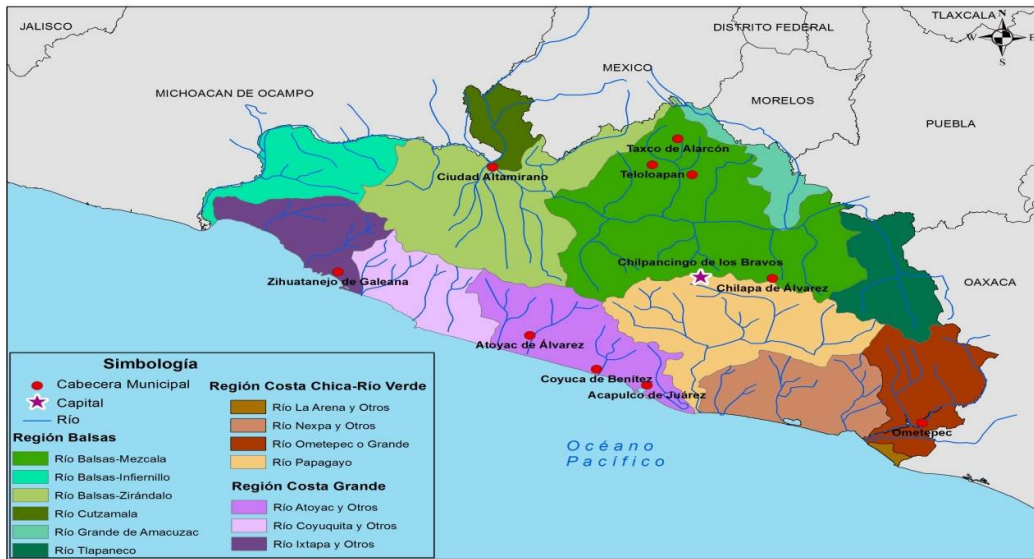 JALISCO
TLAXCALA
DISTRITO FEDERAL
N
W
E
S
MEXICO
MICHOACAN DE OCAMPO
MORELOS
PUEBLA
Taxco de Alarcón
Teloloapan
Ciudad Altamirano
Chilpancingo de los Bravos
Zihuatanejo de Galeana
Chilapa de Álvarez
OAXACA
Atoyac de Álvarez
Coyuca de Benítez
Acapulco de Juárez
Ometepec
Océano
Pacífico
Simbología
Cabecera Municipal
Capital
Río
Región Balsas
Río Balsas-Mezcala
Río Balsas-Infiernillo
Río Balsas-Zirándalo
Río Cutzamala
Río Grande de Amacuzac
Río Tlapaneco
Región Costa Chica-Río Verde
Río La Arena y Otros
Río Nexpa y Otros
Río Ometepec o Grande
Río Papagayo
Región Costa Grande
Río Atoyac y Otros
Río Coyuquita y Otros
Río Ixtapa y Otros